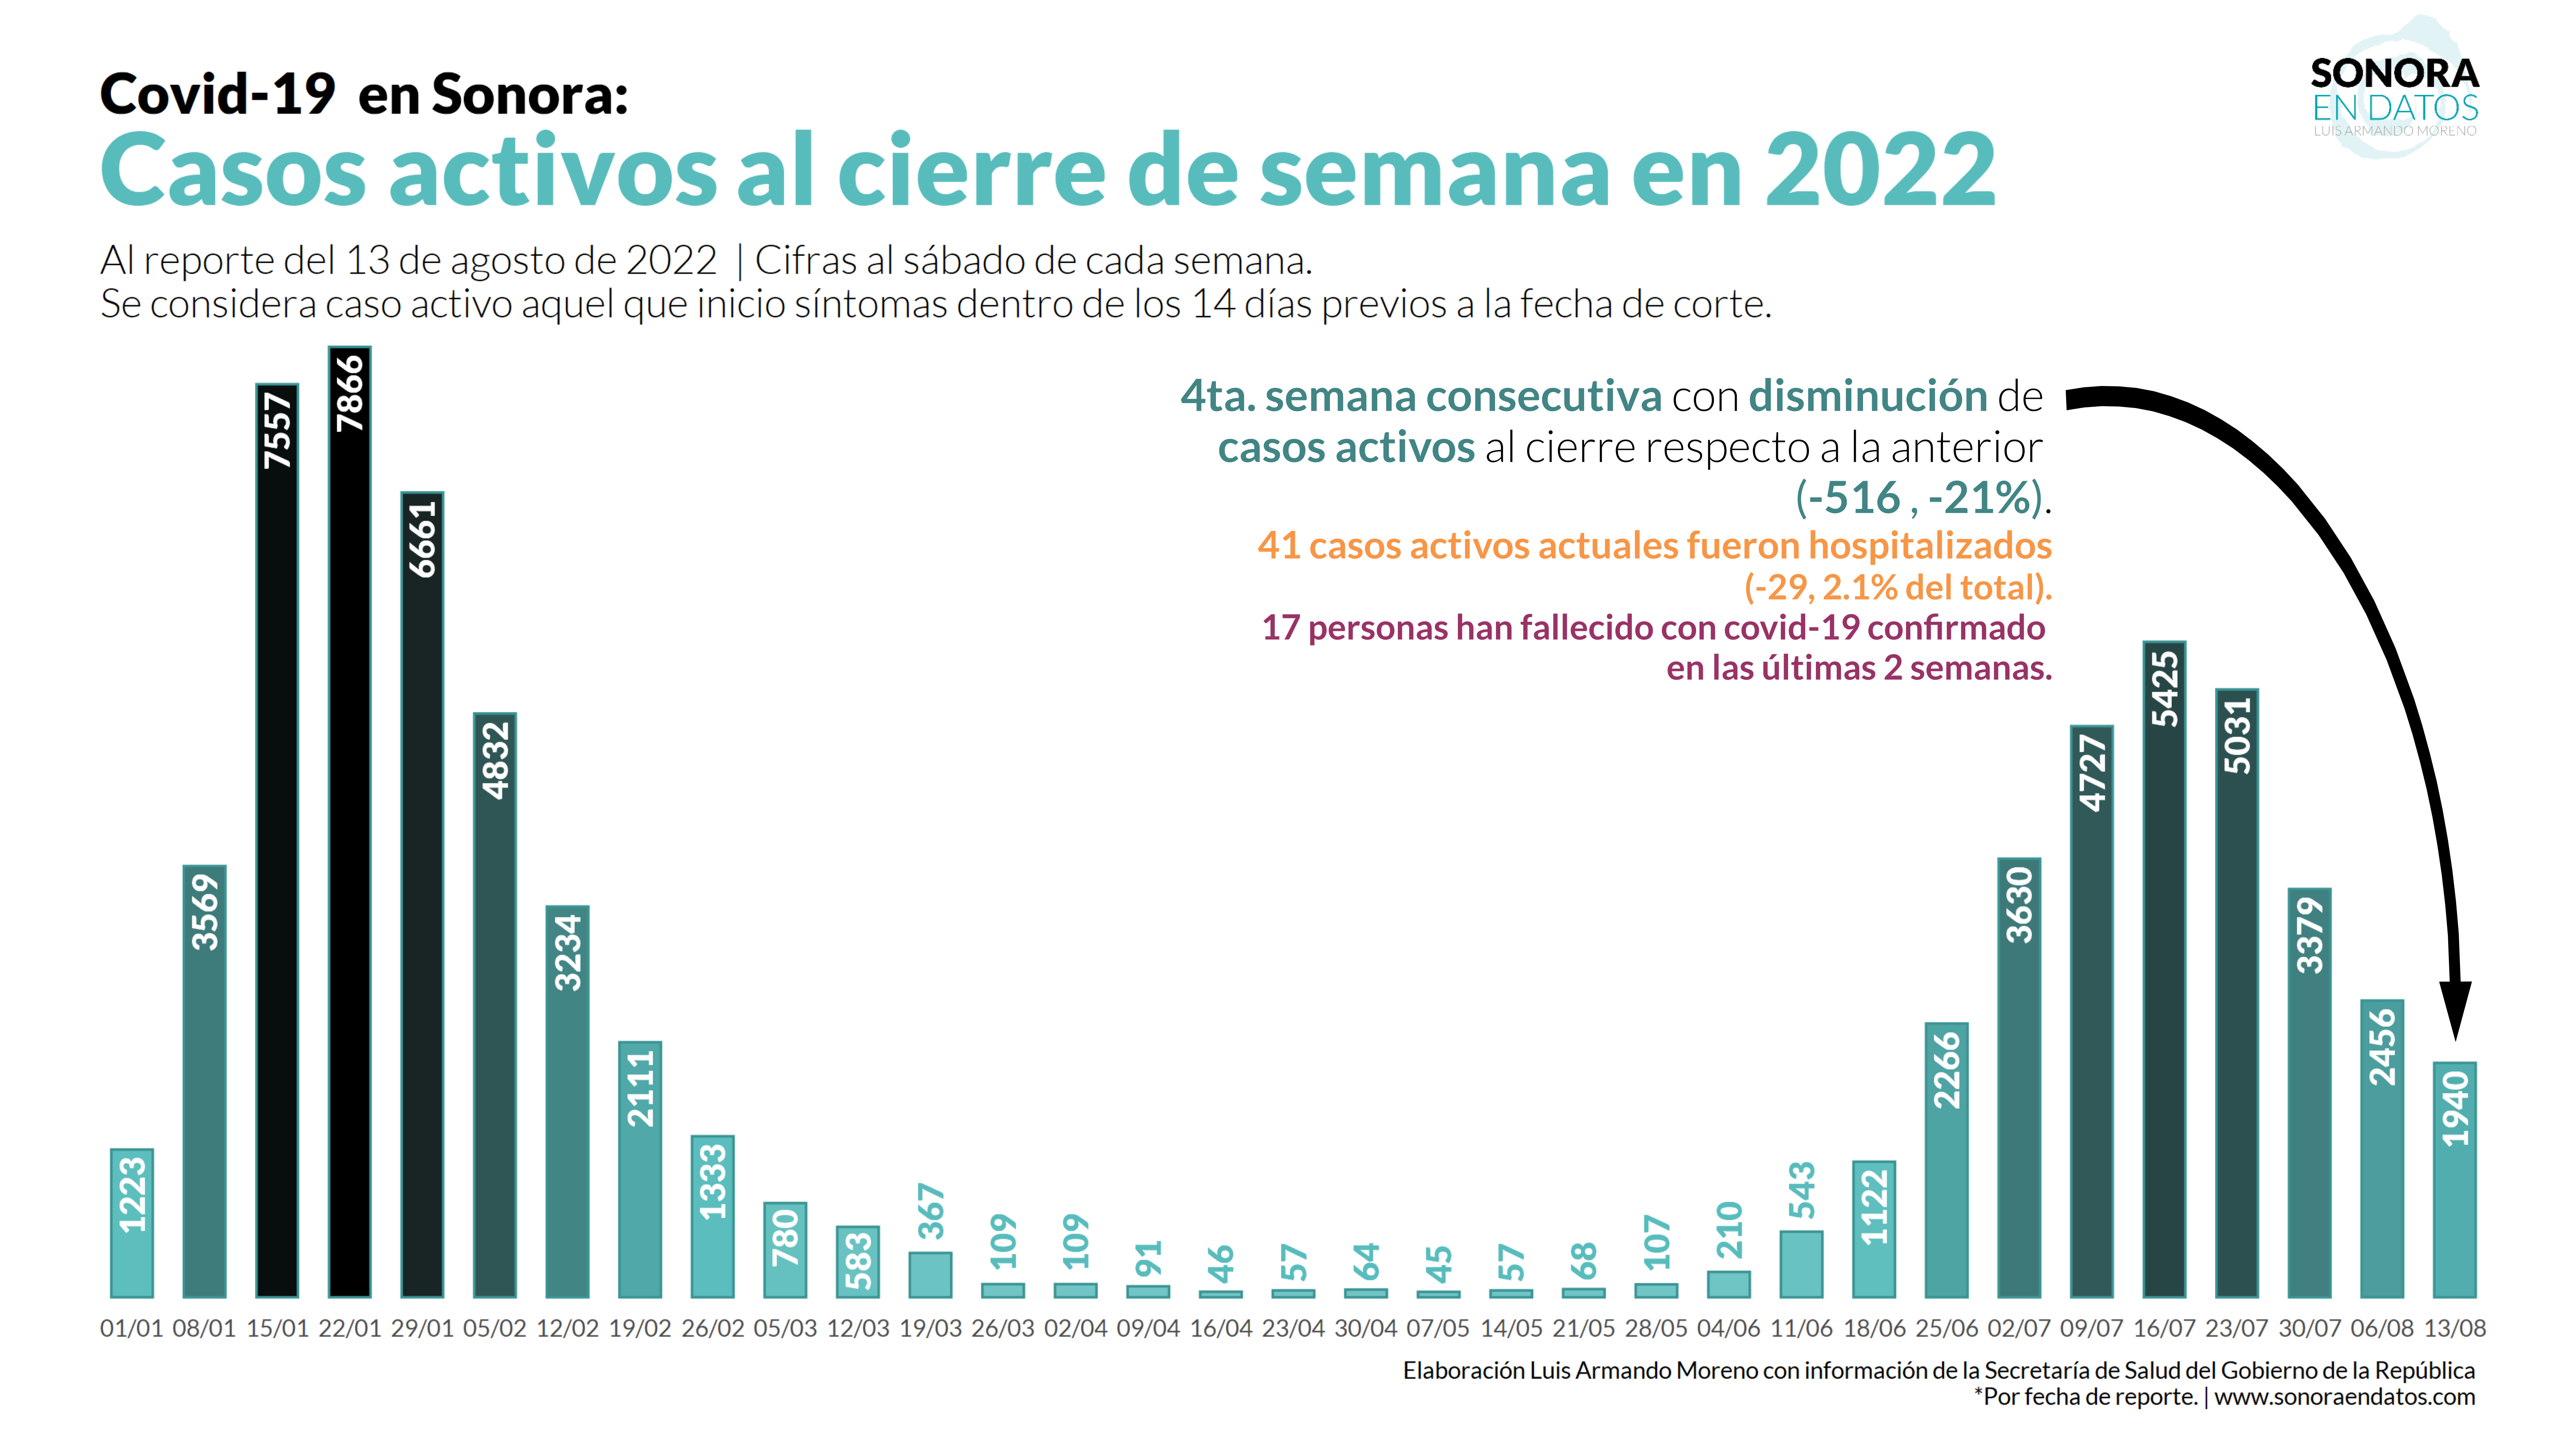 Covid-19 en Sonora:
Casos activos al cierre de semana en 2022
Al reporte del 13 de agosto de 2022 | Cifras al sábado de cada semana.
Se considera caso activo aquel que inicio síntomas dentro de los 14 días previos a la fecha de corte.
SONORA
EN DATOS
LUIS ARMANDO MORENO
4ta. semana consecutiva con disminución de
casos activos al cierre respecto a la anterior
(-516 , -21%).
41 casos activos actuales fueron hospitalizados
(-29, 2.1% del total).
17 personas han fallecido con covid-19 confirmado
en las últimas 2 semanas.
1223
3569
7557
7866
6661
4832
3234
2111
1333
780
583
367
109
109
91
46
57
64
45
57
68
107
210
543
1122
2266
3630
4727
5425
5031
3379
2456
1940
01/01 08/01 15/01 22/01 29/01 05/02 12/02 19/02 26/02 05/03 12/03 19/03 26/03 02/04 09/04 16/04 23/04 30/04 07/05 14/05 21/05 28/05 04/06 11/06 18/06 25/06 02/07 09/07 16/07 23/07 30/07 06/08 13/08
Elaboración Luis Armando Moreno con información de la Secretaría de Salud del Gobierno de la República
*Por fecha de reporte. | www.sonoraendatos.com